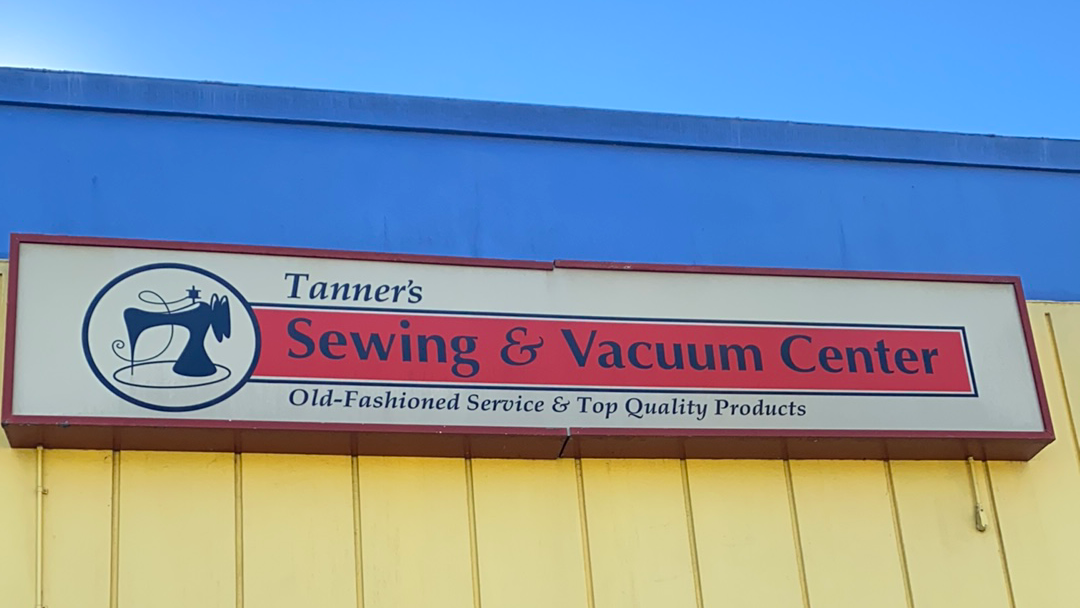 Tanner's
Sewing & Vacuum Center
Old-Fashioned Service & Top Quality Products